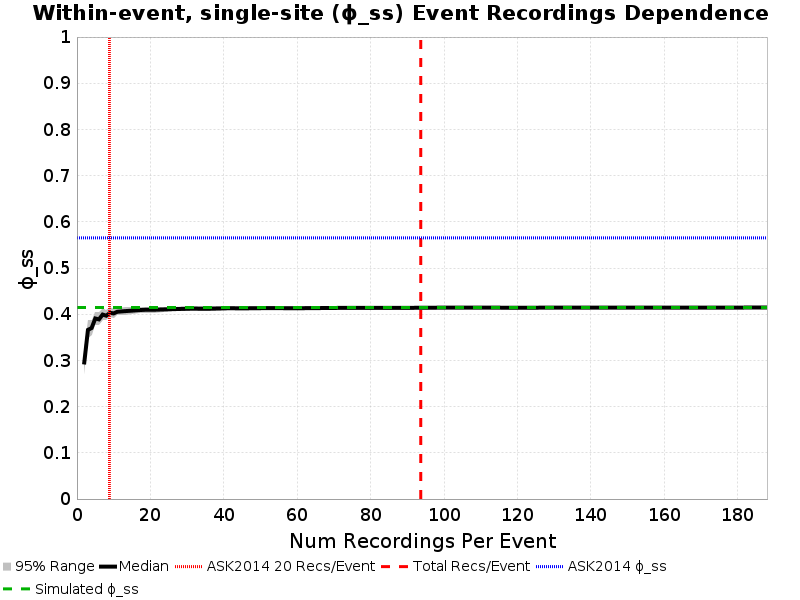 Within-event, single-site (ϕ_ss) Event Recordings Dependence
1
0.9
0.8
0.7
0.6
0.5
0.4
0.3
0.2
0.1
0
ϕ_ss
0 20 40 60 80 100 120 140 160 180
Num Recordings Per Event
95% Range Median ASK2014 20 Recs/Event Total Recs/Event ASK2014 ϕ_ss
Simulated ϕ_ss